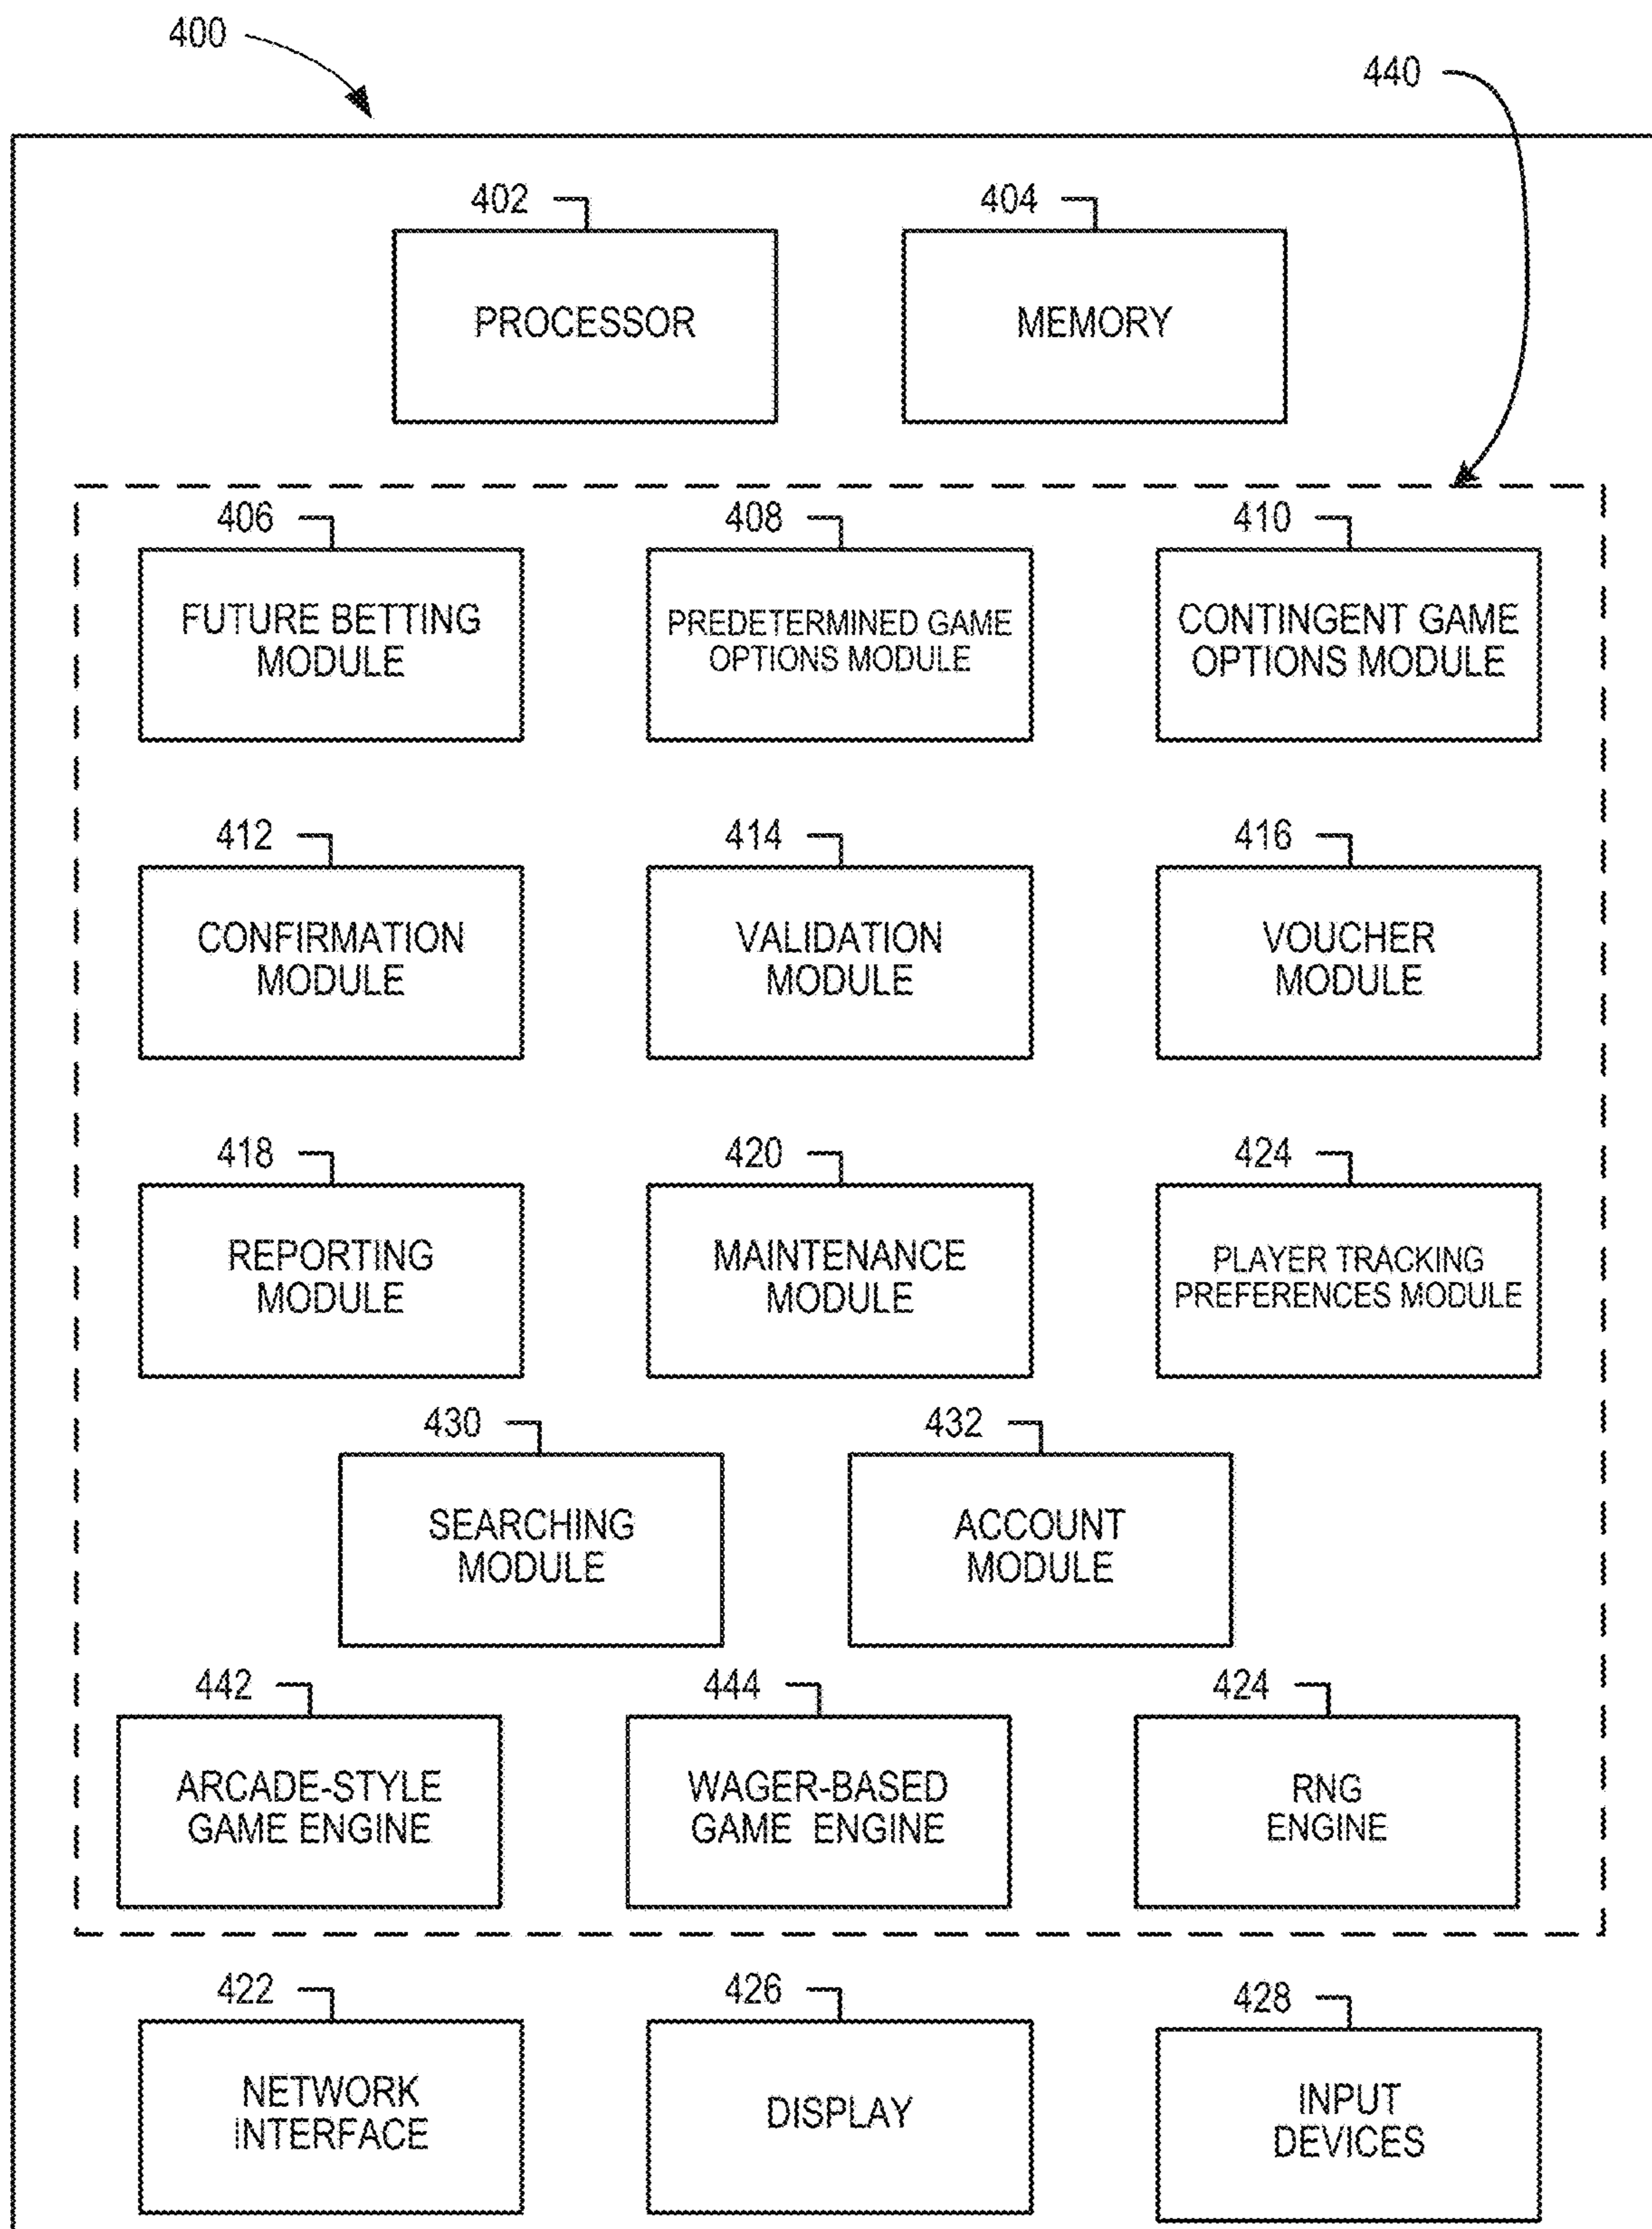 400
440
402
404
PROCESSOR
MEMORY
406
408
410
FUTURE BETTING
MODULE
PREDETERMINED GAME
OPTIONS MODULE
CONTINGENT GAME
OPTIONS MODULE
412
414
416
CONFIRMATION
MODULE
VALIDATION
MODULE
VOUCHER
MODULE
418
420
424
REPORTING
MODULE
MAINTENANCE
MODULE
PLAYER TRACKING
PREFERENCES MODULE
430
432
SEARCHING
MODULE
ACCOUNT
MODULE
442
444
424
ARCADE-STYLE
GAME ENGINE
WAGER-BASED
GAME ENGINE
RNG
ENGINE
422
426
428
NETWORK
INTERFACE
DISPLAY
INPUT
DEVICES